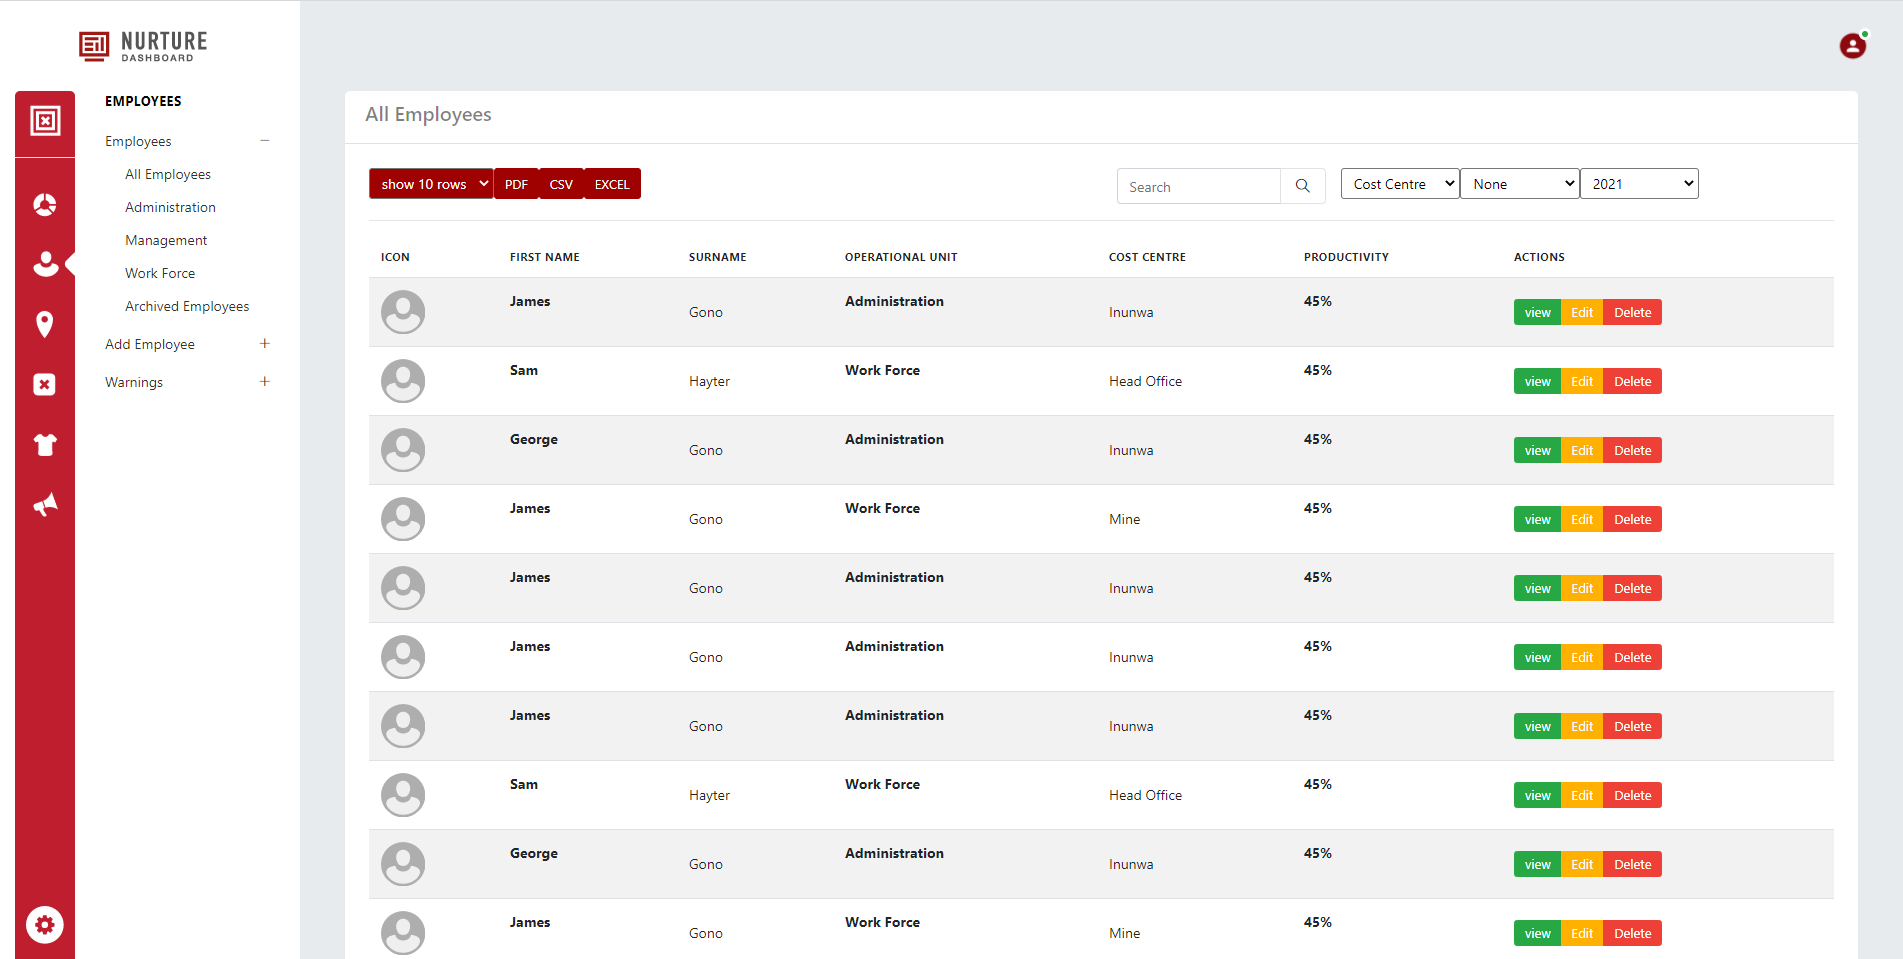 NURTURE
DASHBOARD
EMPLOYEES
Employees
All Employees
Administration
Management
Work Force
Archived Employees
Add Employee
Warnings
All Employees
show 10 rows PDF CSV EXCEL Search Cost Centre None 2021
ICON FIRST NAME SURNAME OPERATIONAL UNIT COST CENTRE PRODUCTIVITY ACTIONS
James Gono Administration Inunwa 45% view Edit Delete
Sam Hayter Work Force Head Office 45% view Edit Delete
George Gono Administration Inunwa 45% view Edit Delete
James Gono Work Force Mine 45% view Edit Delete
James Gono Administration Inunwa 45% view Edit Delete
James Gono Administration Inunwa 45% view Edit Delete
James Gono Administration Inunwa 45% view Edit Delete
Sam Hayter Work Force Head Office 45% view Edit Delete
George Gono Administration Inunwa 45% view Edit Delete
James Gono Work Force Mine 45% view Edit Delete